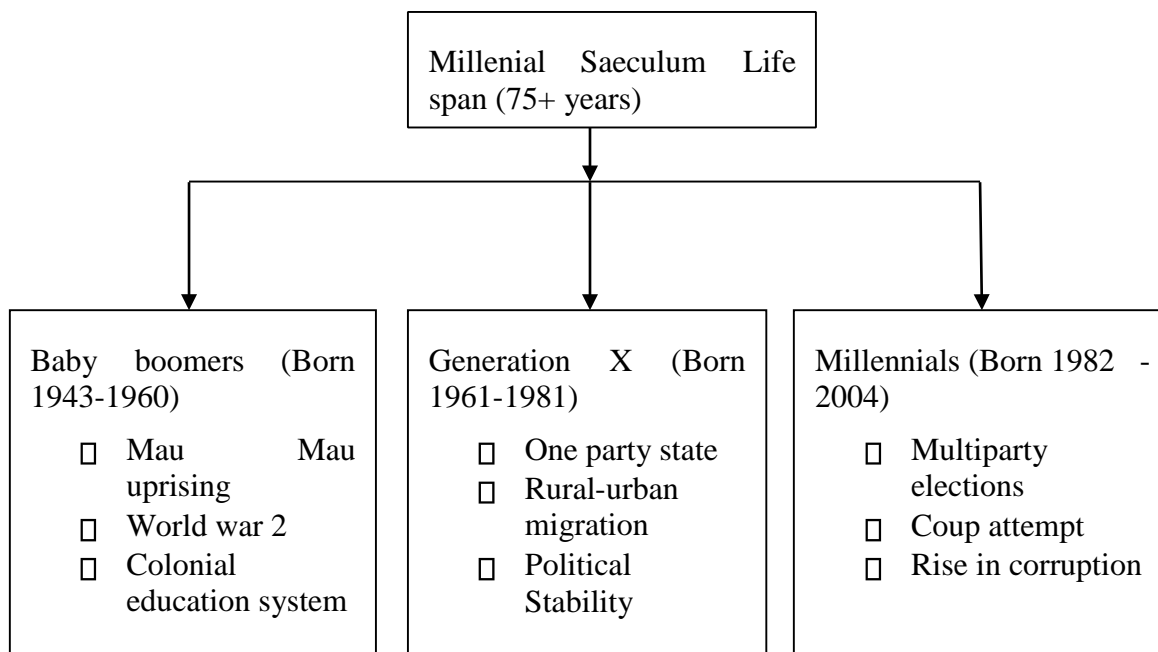 Millenial Saeculum Life
span (75+ years)
Baby boomers (Born
1943-1960)
Mau Mau
uprising
World war 2
Colonial
education system
Generation X (Born
1961-1981)
One party state
Rural-urban
migration
Political
Stability
Millennials (Born 1982 -
2004)
Multiparty
elections
Coup attempt
Rise in corruption